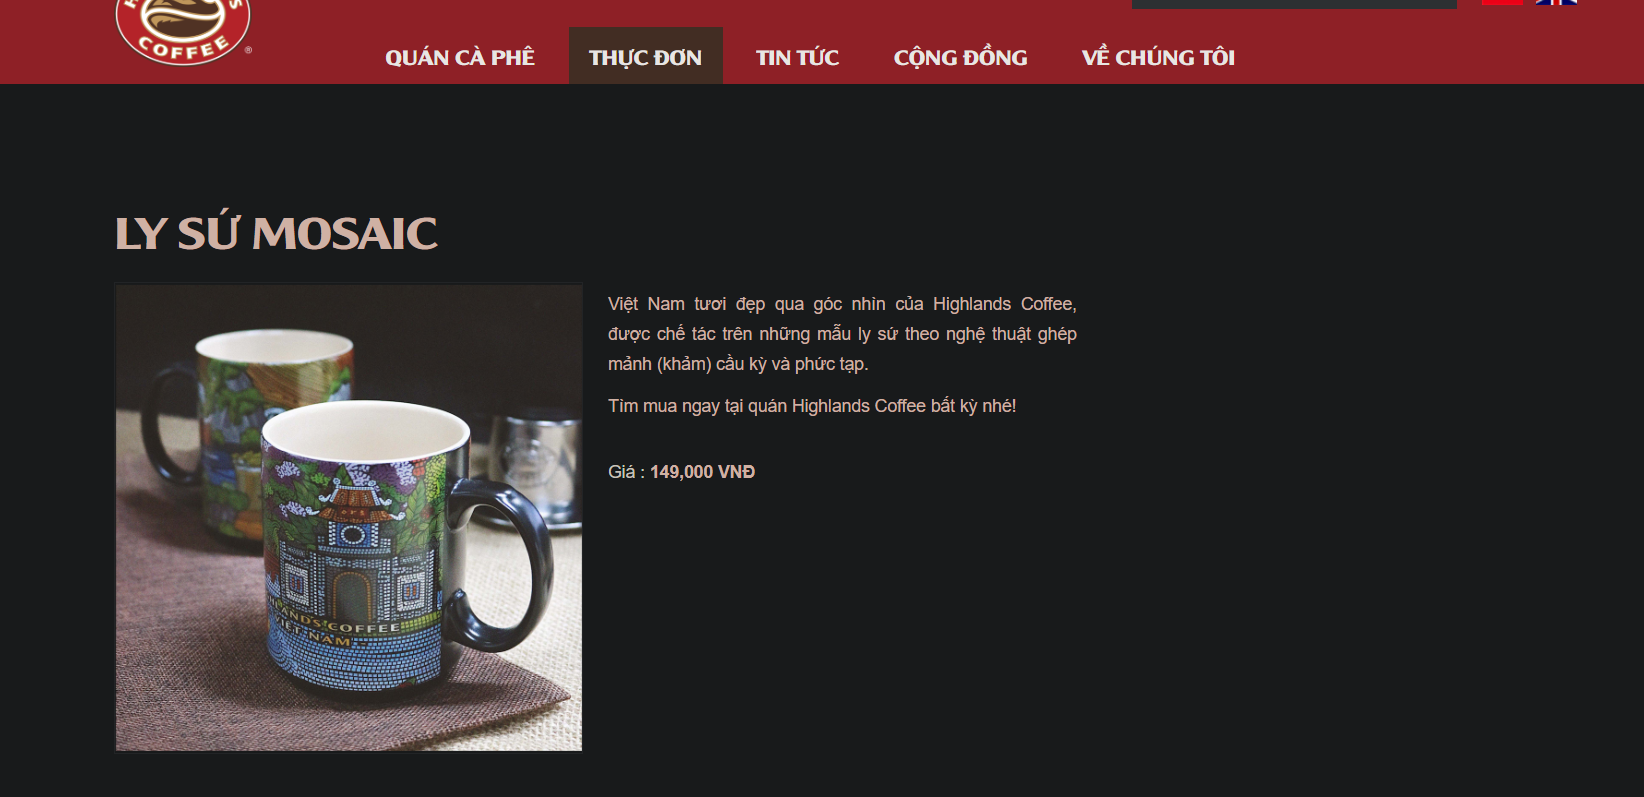 COFFEE ®
QUÁN CÀ PHÊ THỰC ĐƠN TIN TỨC CỘNG ĐỒNG VỀ CHÚNG TÔI
LY SỨ MOSAIC
Việt Nam tươi đẹp qua góc nhìn của Highlands Coffee,
được chế tác trên những mẫu ly sứ theo nghệ thuật ghép
mảnh (khảm) cầu kỳ và phức tạp.
Tìm mua ngay tại quán Highlands Coffee bất kỳ nhé!
Giá : 149,000 VNĐ
HLANDS COFFEE
VIỆT NAM